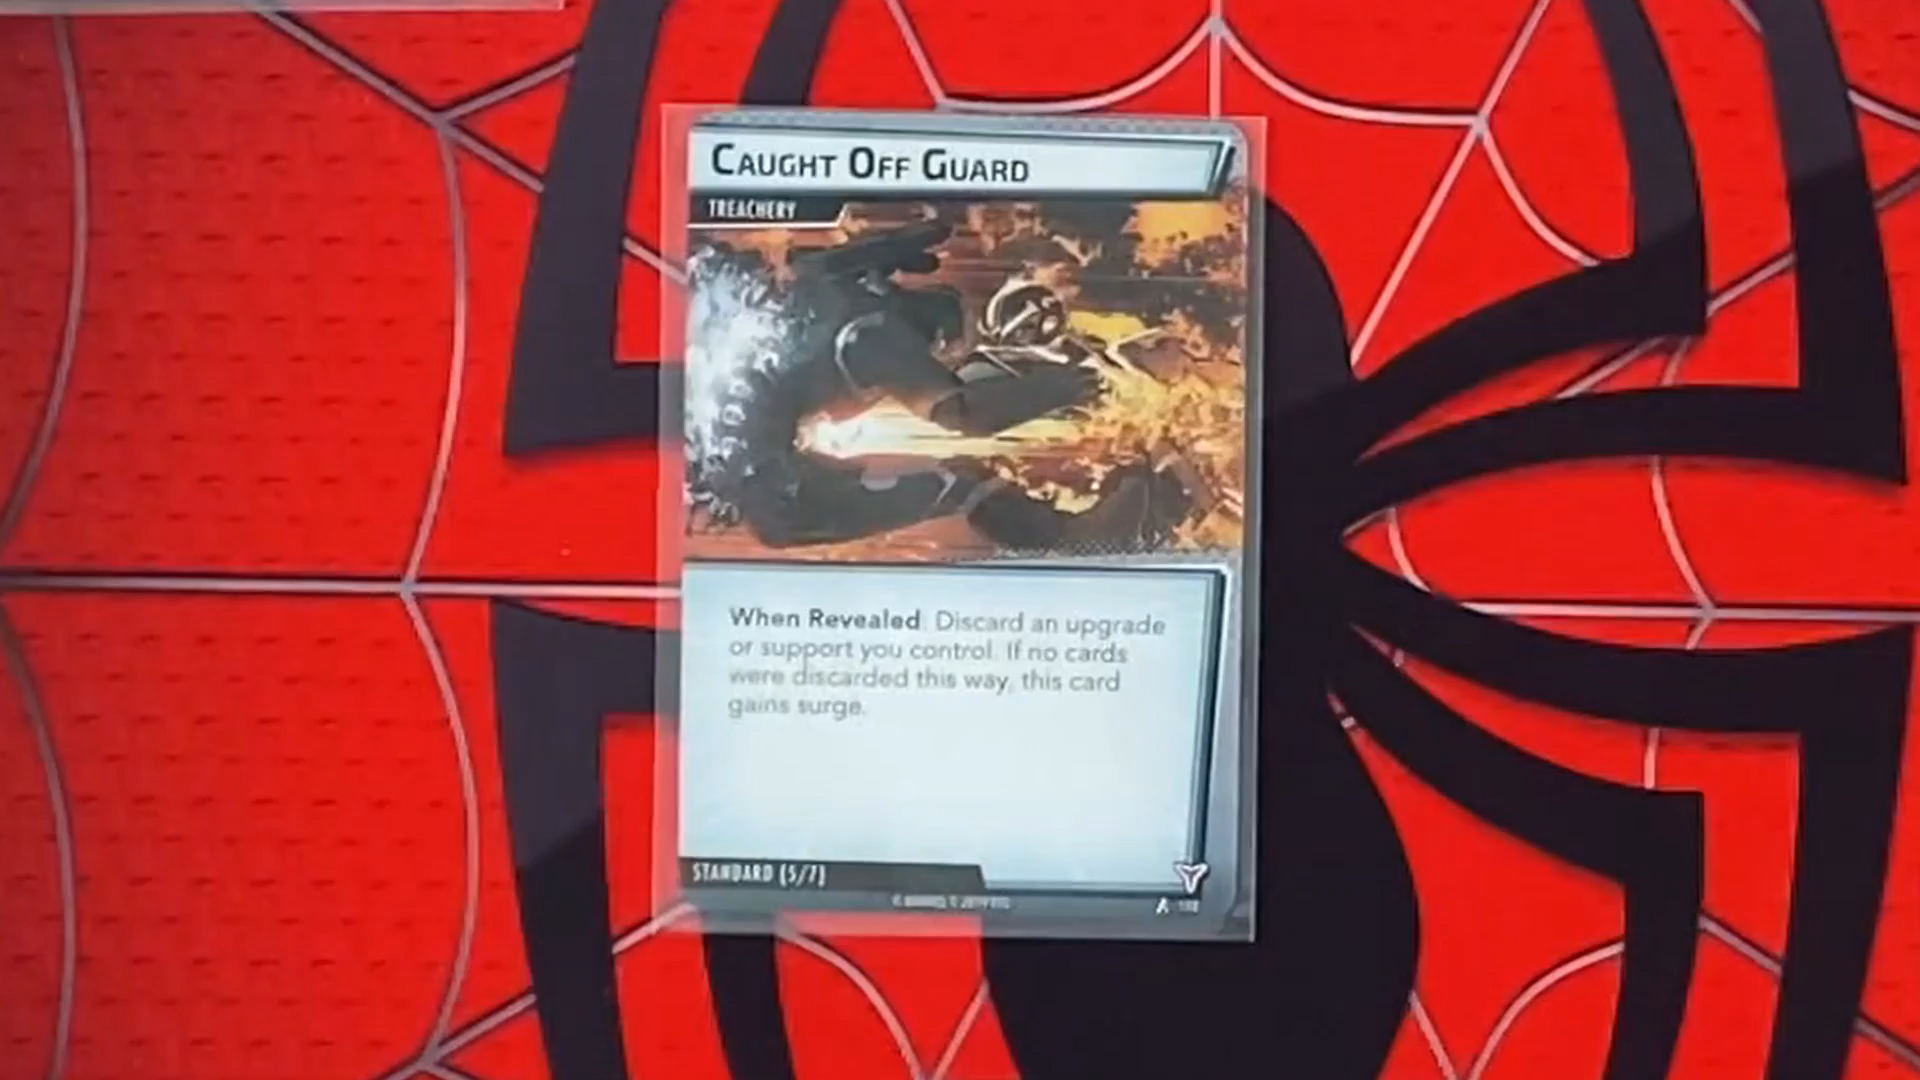 CAUGHT OFF GUARD
TREACHERY
When Revealed: Discard an upgrade
or support you control. If no cards
were discarded this way, this card
gains surge.
STANDARD (5/7)